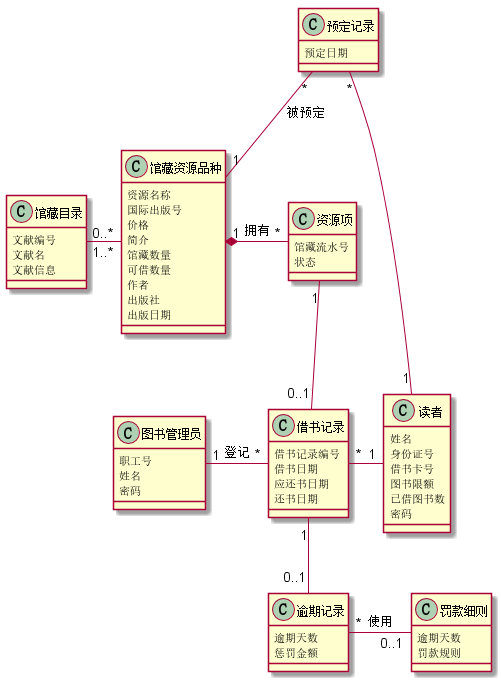 C 预定记录
预定日期
*
*
被预定
1
C 馆藏资源品种
资源名称
国际出版号
价格
简介
馆藏数量
可借数量
作者
出版社
出版日期
C 馆藏目录
文献编号
文献名
文献信息
0..*
1..*
1 拥有 *
C 资源项
馆藏流水号
状态
1
0..1
1
C 图书管理员
职工号
姓名
密码
1 登记 *
C 借书记录
借书记录编号
借书日期
应还书日期
还书日期
* 1
C 读者
姓名
身份证号
借书卡号
图书限额
已借图书数
密码
1
0..1
C 逾期记录
逾期天数
惩罚金额
* 使用
0..1
C 罚款细则
逾期天数
罚款规则